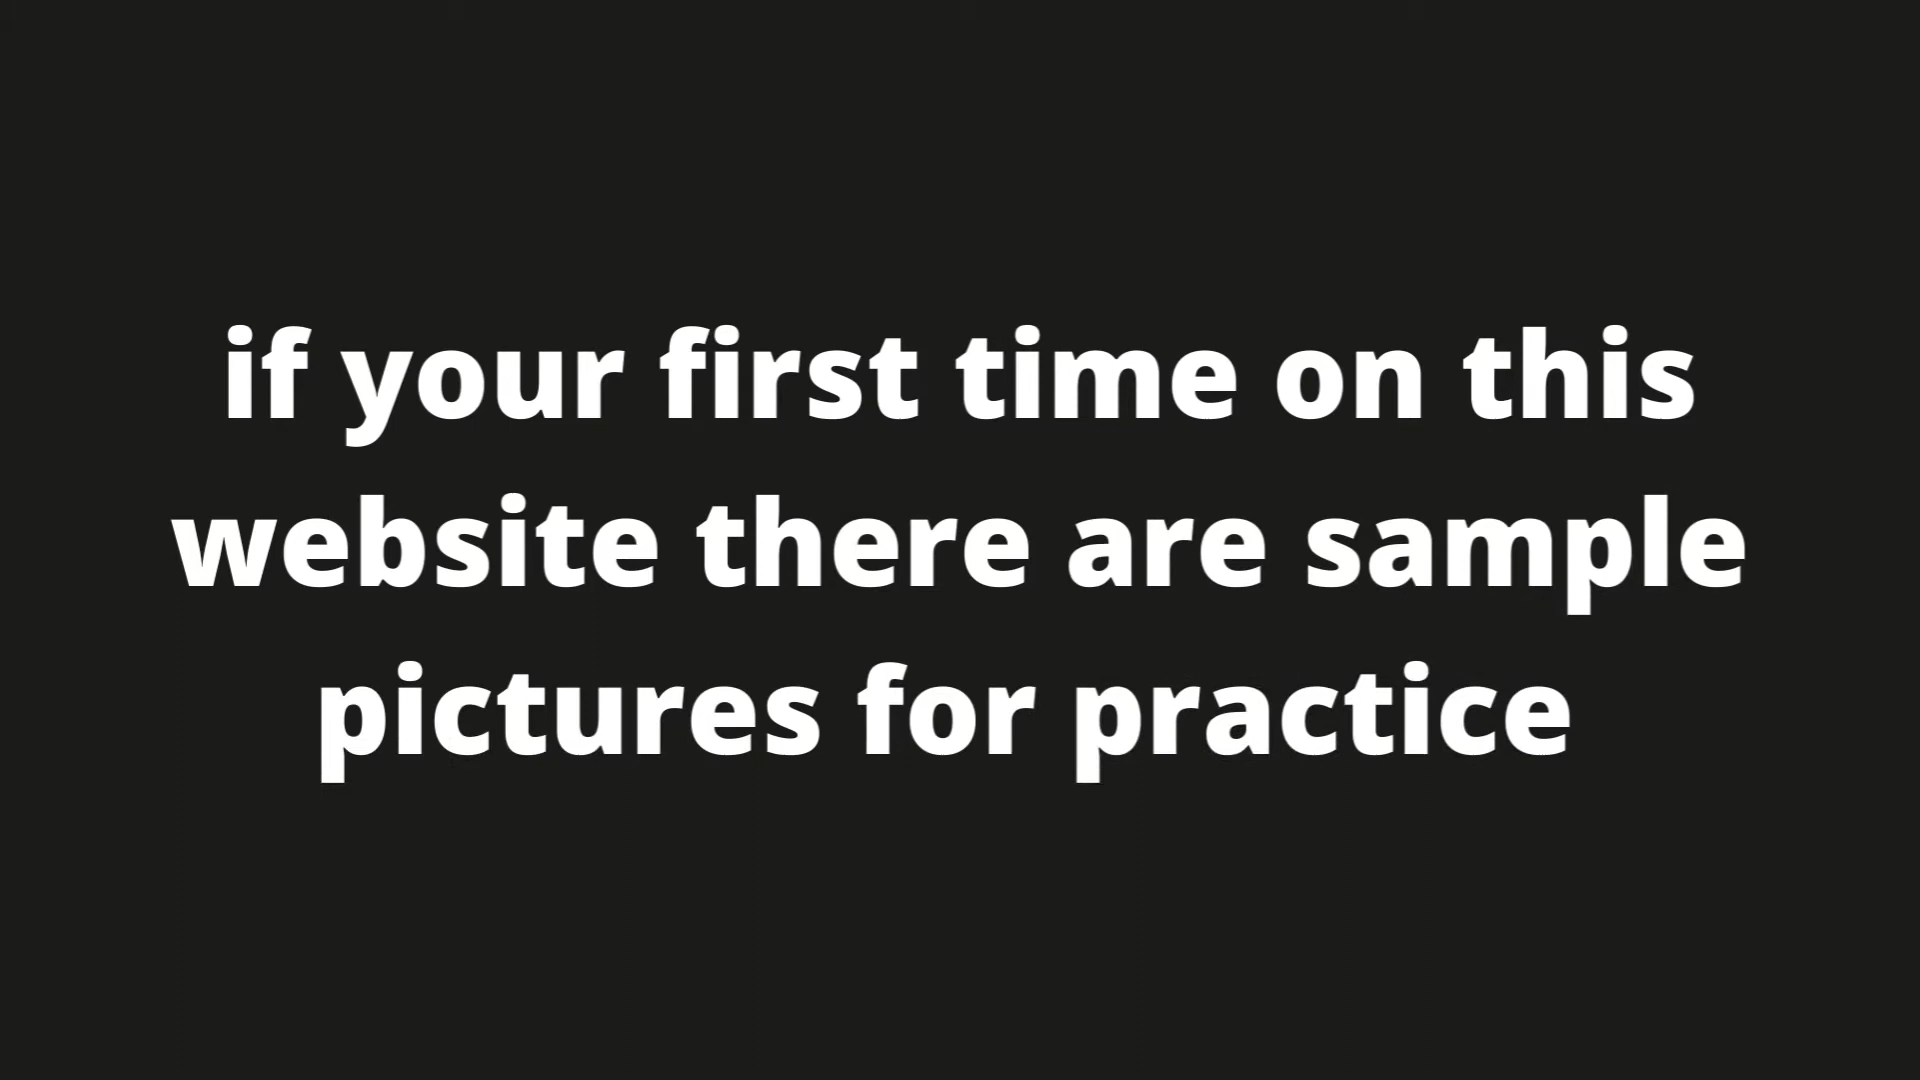 if your first time on this
website there are sample
pictures for practice